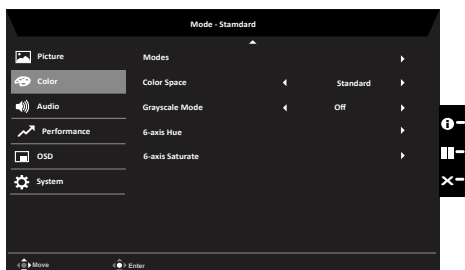 Mode - Stamdard
Picture
Modes
Color
Color Space Standard
Audio
Grayscale Mode Off
Performance
6-axis Hue
OSD
6-axis Saturate
System
Move Enter